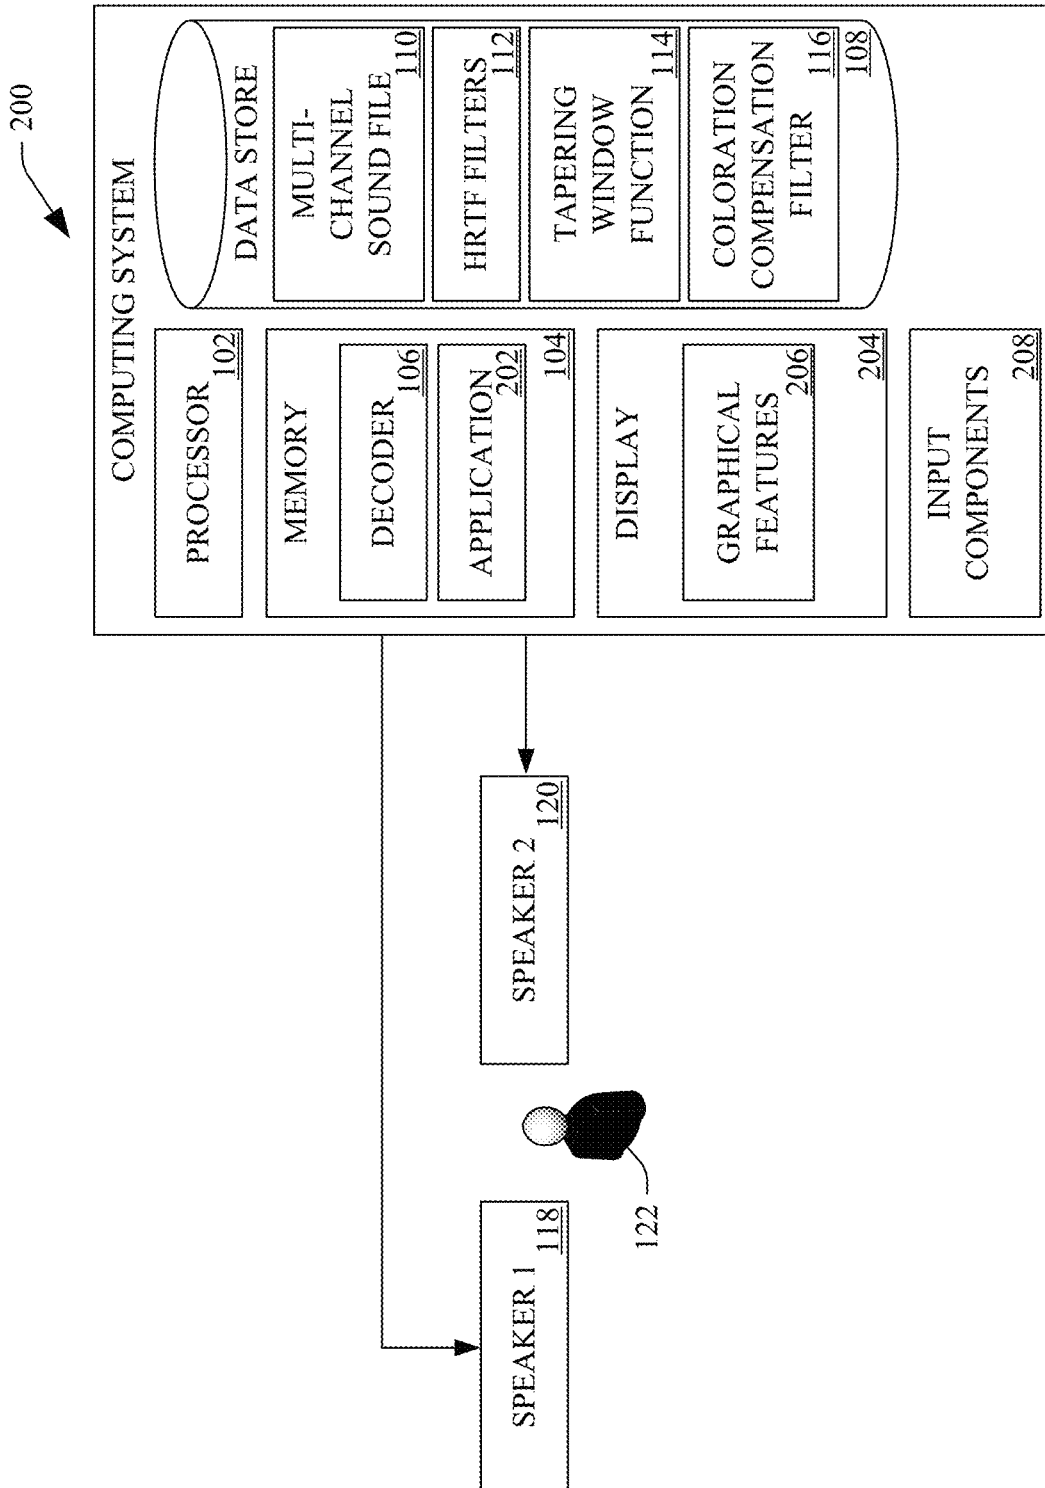 200
COMPUTING SYSTEM
PROCESSOR
102
MEMORY
DECODER
106
APPLICATION
202
104
DISPLAY
GRAPHICAL
FEATURES
206
204
INPUT
COMPONENTS
208
DATA STORE
MULTI-
CHANNEL
SOUND FILE
110
HRTF FILTERS
112
TAPERING
WINDOW
FUNCTION
114
COLORATION
COMPENSATION
FILTER
116
108
SPEAKER 1
118
122
SPEAKER 2
120